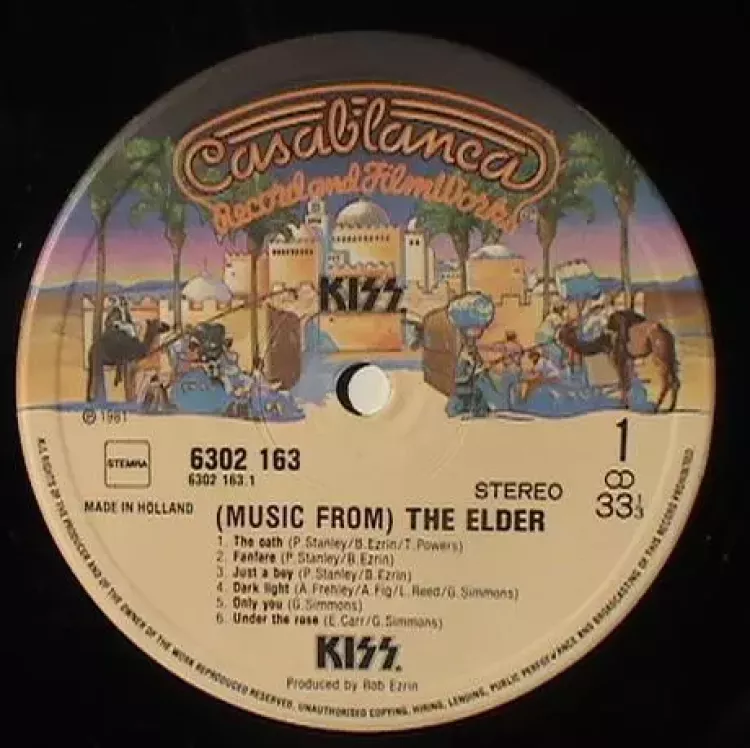 Casablanca
Record and FilmWorks
KISS
℗ 1981
STEMRA
6302 163
6302 163.1
1
STEREO
33 1/3
MADE IN HOLLAND
(MUSIC FROM) THE ELDER
1. The oath (P. Stanley/B. Ezrin/T. Powers)
2. Fanfare (P. Stanley/B. Ezrin)
3. Just a boy (P. Stanley/B. Ezrin)
4. Dark light (A. Frehley/A. Fig/L. Reed/G. Simmons)
5. Only you (G. Simmons)
6. Under the rose (E. Carr/G. Simmons)
KISS.
Produced by Bob Ezrin
ALL RIGHTS OF THE PRODUCER AND OF THE OWNER OF THE WORK REPRODUCED RESERVED. UNAUTHORISED COPYING, HIRING, LENDING, PUBLIC PERFORMANCE AND BROADCASTING OF THIS RECORD PROHIBITED